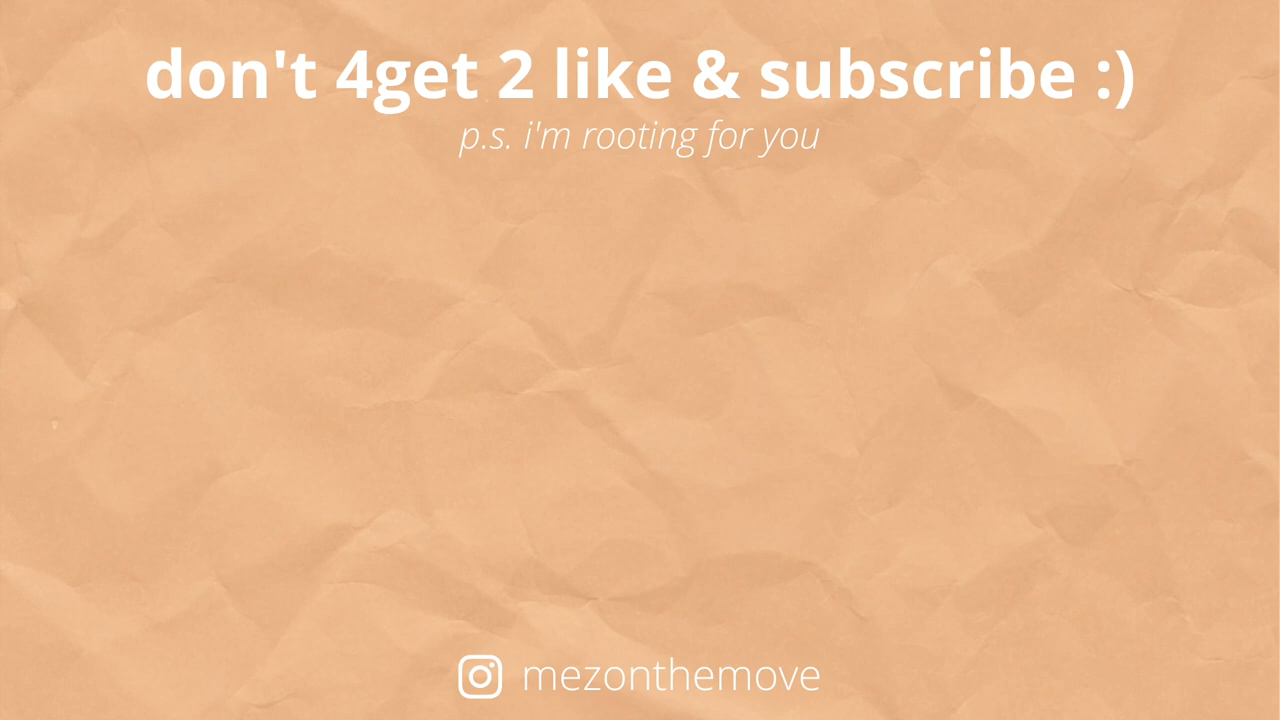 don't 4get 2 like & subscribe :)
p.s. i'm rooting for you
mezonthemove